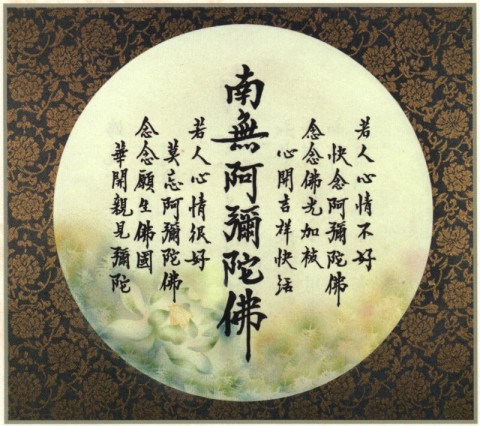 若人心情不好
快念阿彌陀佛
念念佛光加被
心開吉祥快活
南無阿彌陀佛
若人心情很好
莫忘阿彌陀佛
念念願生佛國
華開親見彌陀